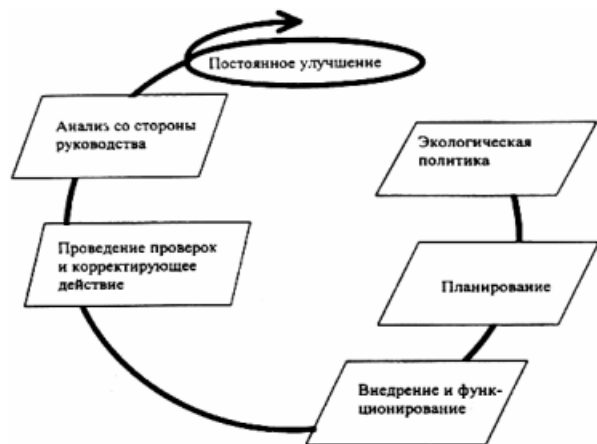 Постоянное улучшение
Анализ со стороны
руководства
Экологическая
политика
Проведение проверок
и корректирующее
действие
Планирование
Внедрение и функ-
ционирование